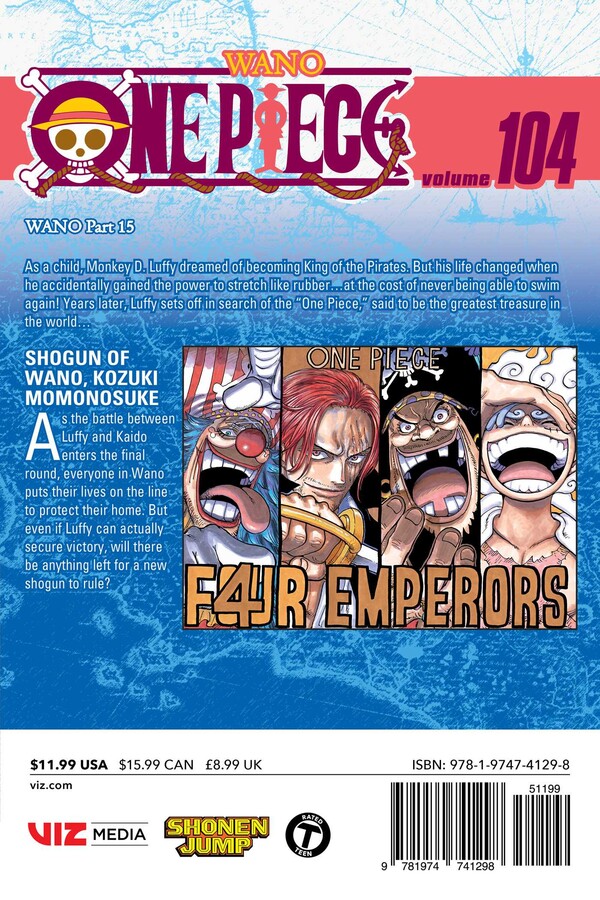 WANO
ONE PIECE
volume 104
WANO Part 15
As a child, Monkey D. Luffy dreamed of becoming King of the Pirates. But his life changed when
he accidentally gained the power to stretch like rubber...at the cost of never being able to swim
again! Years later, Luffy sets off in search of the “One Piece,” said to be the greatest treasure in
the world...
SHOGUN OF
WANO, KOZUKI
MOMONOSUKE
As the battle between
Luffy and Kaido
enters the final
round, everyone in Wano
puts their lives on the line
to protect their home. But
even if Luffy can actually
secure victory, will there
be anything left for a new
shogun to rule?
ONE PIECE
F4UR EMPERORS
$11.99 USA $15.99 CAN £8.99 UK
ISBN: 978-1-9747-4129-8
viz.com
51199
VIZ MEDIA
SHONEN
JUMP
RATED
T
TEEN
9 781974 741298